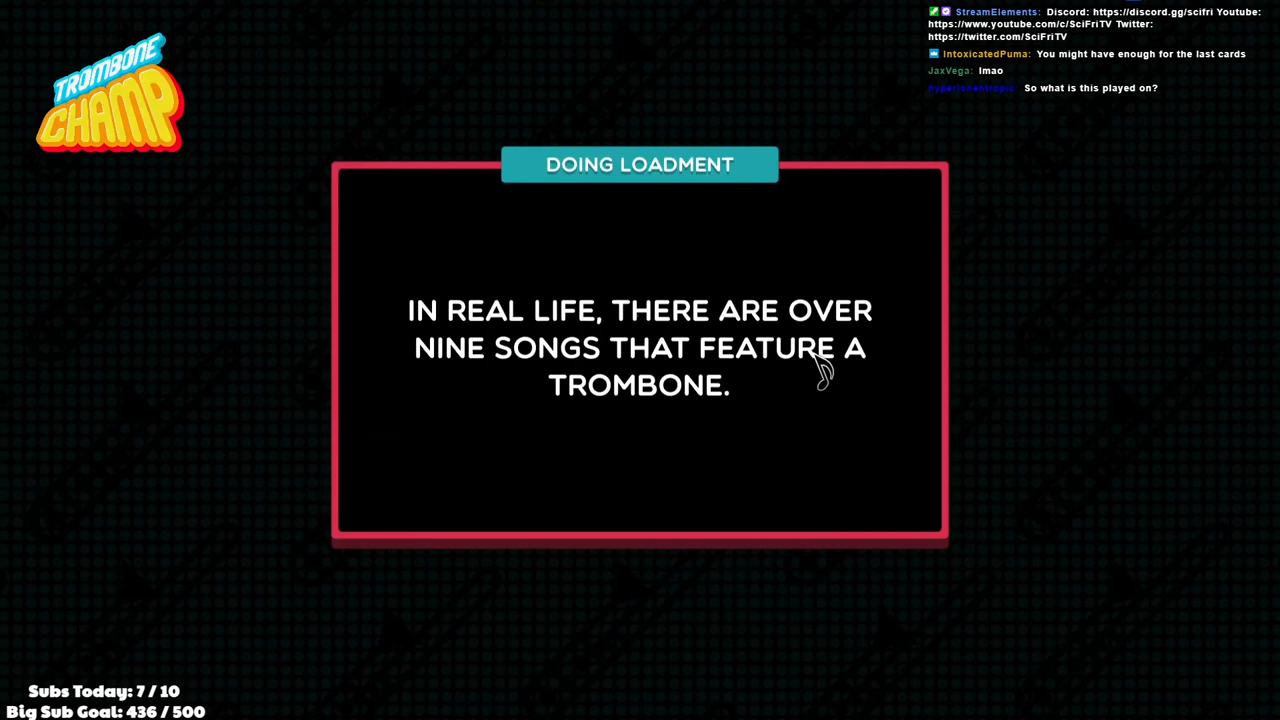 TROMBONE
CHAMP
StreamElements: Discord: https://discord.gg/scifri Youtube:
https://www.youtube.com/c/SciFriTV Twitter:
https://twitter.com/SciFriTV
IntoxicatedPuma: You might have enough for the last cards
JaxVega: lmao
hyperionentropic: So what is this played on?
DOING LOADMENT
IN REAL LIFE, THERE ARE OVER
NINE SONGS THAT FEATURE A
TROMBONE.
Subs Today: 7 / 10
Big Sub Goal: 436 / 500